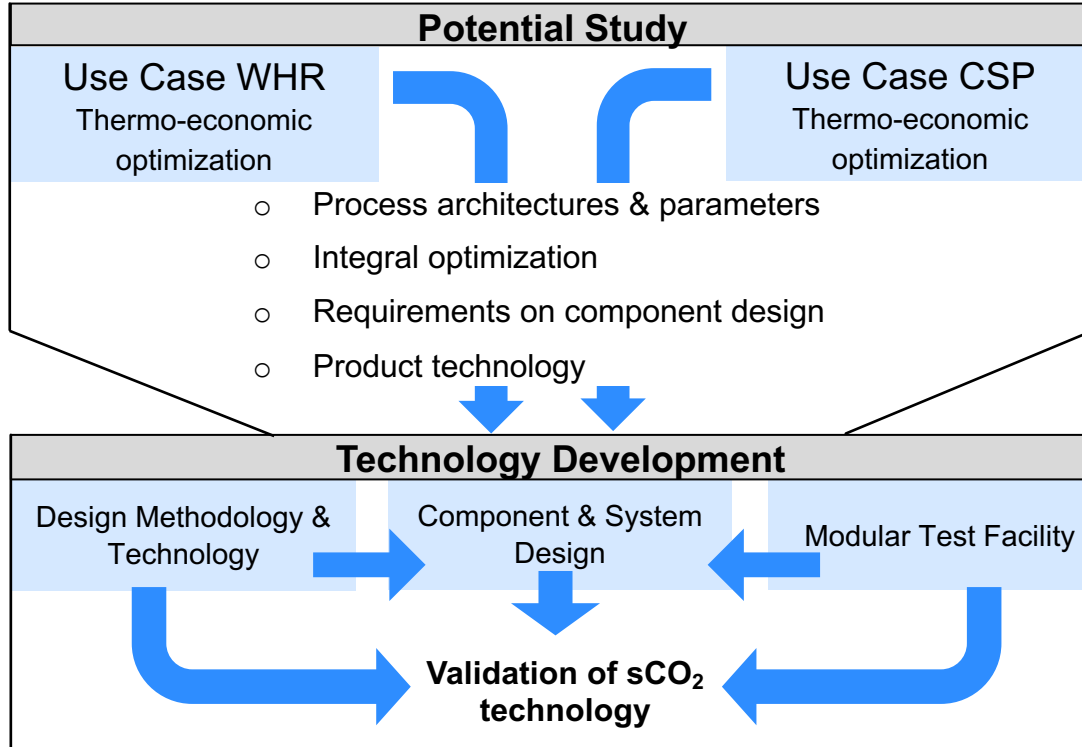 Potential Study
Use Case WHR
Thermo-economic
optimization
Use Case CSP
Thermo-economic
optimization
o Process architectures & parameters
o Integral optimization
o Requirements on component design
o Product technology
Technology Development
Design Methodology &
Technology
Component & System
Design
Modular Test Facility
Validation of sCO₂
technology